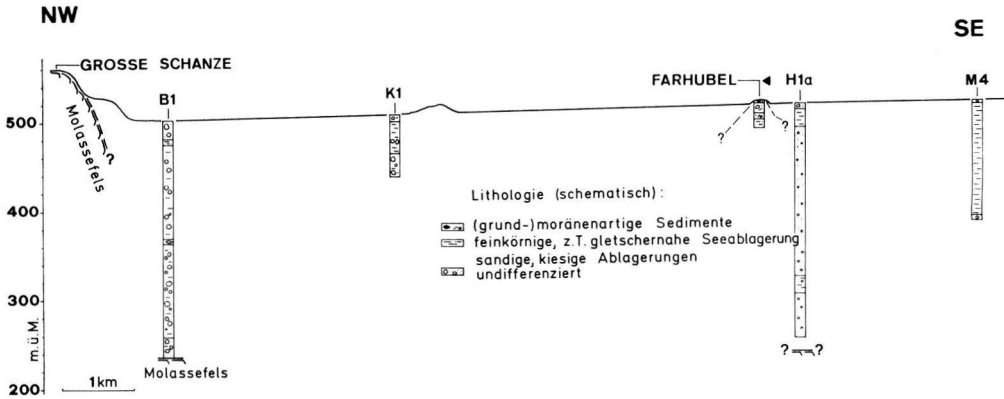 NW
SE
GROSSE SCHANZE
B1
K1
FARHUBEL
H1a
M4
Molassefels
?
?
?
500
400
300
200
m.ü.M.
Lithologie (schematisch) :
(grund-)moränenartige Sedimente
feinkörnige, z.T. gletschernahe Seeablagerung
sandige, kiesige Ablagerungen
undifferenziert
Molassefels
? ?
1km